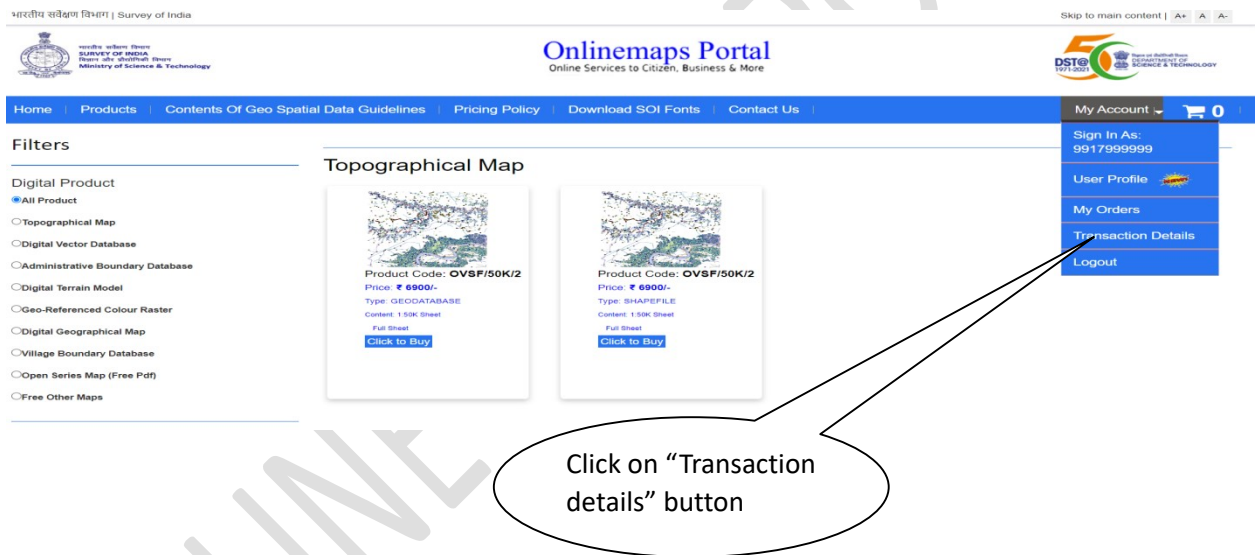 भारतीय सर्वेक्षण विभाग | Survey of India
Skip to main content | A+ A A-
भारतीय सर्वेक्षण विभाग
SURVEY OF INDIA
विज्ञान और प्रौद्योगिकी विभाग
Ministry of Science & Technology
Onlinemaps Portal
Online Services to Citizen, Business & More
DST@
1971-2021
DEPARTMENT OF
SCIENCE & TECHNOLOGY
Home | Products | Contents Of Geo Spatial Data Guidelines | Pricing Policy | Download SOI Fonts | Contact Us |
My Account 0
Sign In As:
9917999999
User Profile
My Orders
Transaction Details
Logout
Filters
Digital Product
All Product
Topographical Map
Digital Vector Database
Administrative Boundary Database
Digital Terrain Model
Geo-Referenced Colour Raster
Digital Geographical Map
Village Boundary Database
Open Series Map (Free Pdf)
Free Other Maps
Topographical Map
Product Code: OVSF/50K/2
Price: ₹ 6900/-
Type: GEODATABASE
Content: 1:50K Sheet
Full Sheet
Click to Buy
Product Code: OVSF/50K/2
Price: ₹ 6900/-
Type: SHAPEFILE
Content: 1:50K Sheet
Full Sheet
Click to Buy
Click on “Transaction
details” button